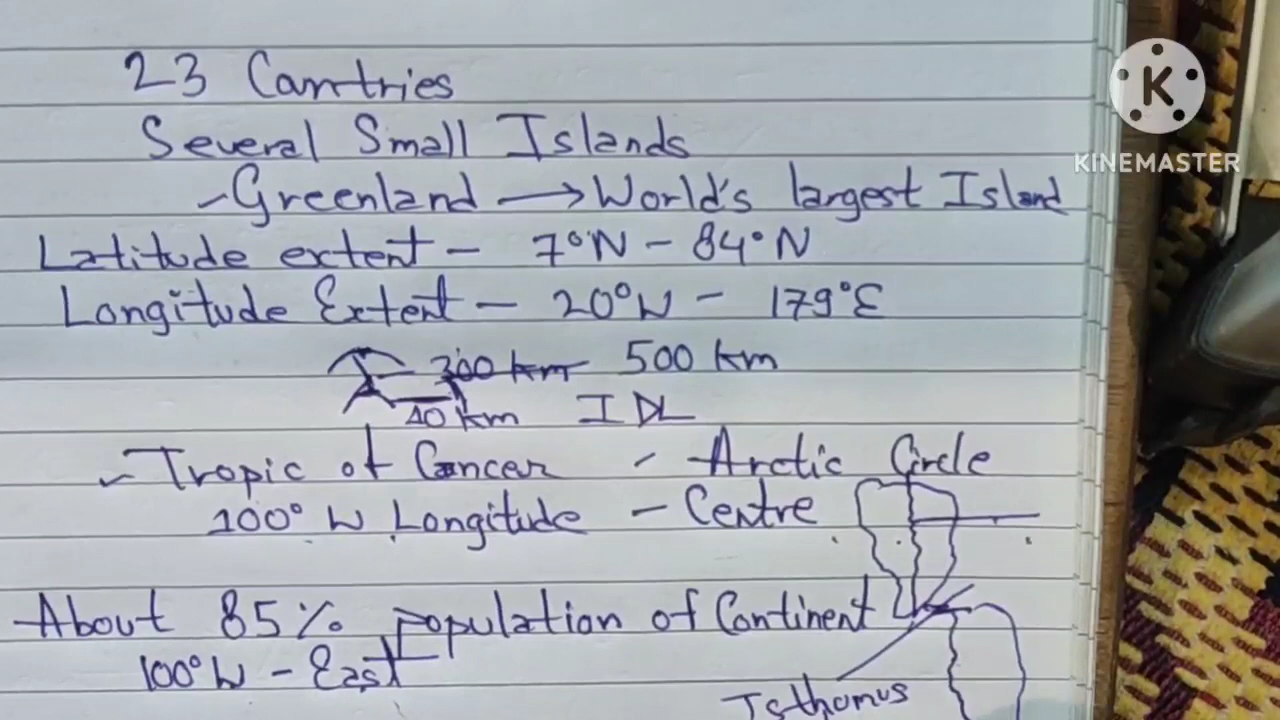 23 Cantries
Several Small Islands
- Greenland → World's largest Island
Latitude extent - 7°N - 84°N
Longitude Extent - 20°W - 179°E
300 km 500 km
40 km IDL
Tropic of Cancer - Arctic Circle
100° W Longitude - Centre
About 85% Population of Continent
100°W - East
Isthomus
K
KINEMASTER